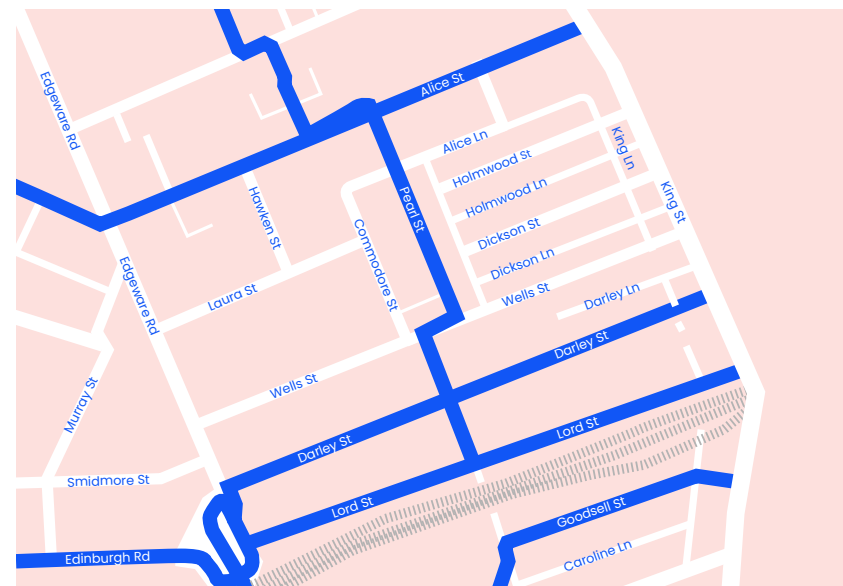 Edgeware Rd
Alice St
Alice Ln
King Ln
Holmwood St
Holmwood Ln
King St
Pearl St
Hawken St
Commodore St
Dickson St
Dickson Ln
Edgeware Rd
Laura St
Wells St
Darley Ln
Darley St
Wells St
Murray St
Darley St
Lord St
Smidmore St
Lord St
Goodsell St
Edinburgh Rd
Caroline Ln